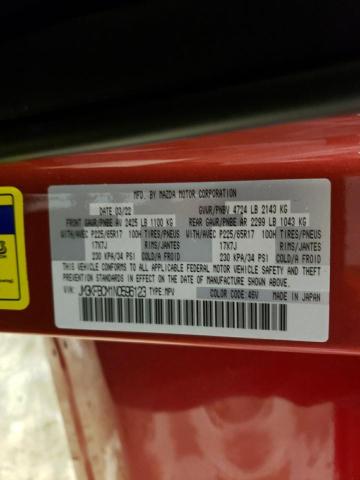 MFD. BY MAZDA MOTOR CORPORATION
DATE: 03/22 GVWR/PNBV 4724 LB 2143 KG
FRONT GAWR/PNBE AV 2425 LB 1100 KG REAR GAWR/PNBE AR 2299 LB 1043 KG
WITH/AVEC P225/65R17 100H TIRES/PNEUS WITH/AVEC P225/65R17 100H TIRES/PNEUS
17X7J RIMS/JANTES 17X7J RIMS/JANTES
230 KPA/34 PSI COLD/A FROID 230 KPA/34 PSI COLD/A FROID
THIS VEHICLE CONFORMS TO ALL APPLICABLE FEDERAL MOTOR VEHICLE SAFETY, BUMPER, AND THEFT
PREVENTION STANDARDS IN EFFECT ON THE DATE OF MANUFACTURE SHOWN ABOVE.
VIN: JM3KFBCM1N0595123 TYPE: MPV COLOR CODE: 46V MADE IN JAPAN